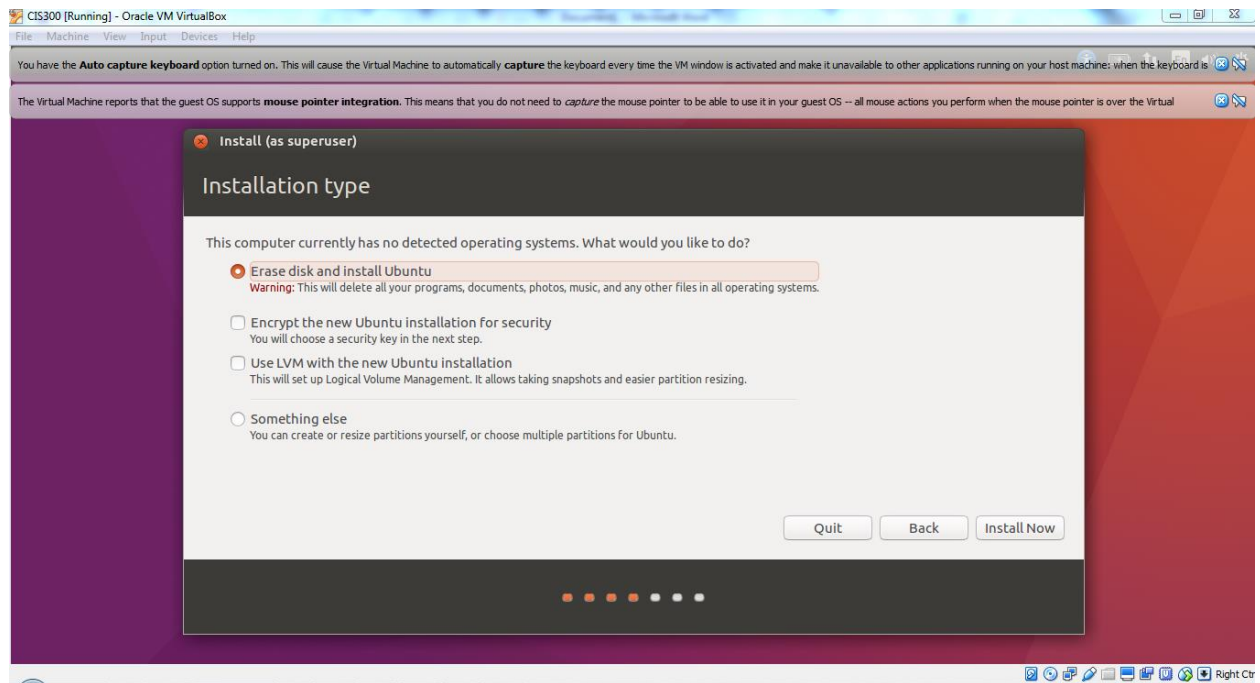 CIS300 [Running] - Oracle VM VirtualBox
File Machine View Input Devices Help
You have the Auto capture keyboard option turned on. This will cause the Virtual Machine to automatically capture the keyboard every time the VM window is activated and make it unavailable to other applications running on your host machine: when the keyboard is
The Virtual Machine reports that the guest OS supports mouse pointer integration. This means that you do not need to capture the mouse pointer to be able to use it in your guest OS -- all mouse actions you perform when the mouse pointer is over the Virtual
Install (as superuser)
Installation type
This computer currently has no detected operating systems. What would you like to do?
Erase disk and install Ubuntu
Warning: This will delete all your programs, documents, photos, music, and any other files in all operating systems.
Encrypt the new Ubuntu installation for security
You will choose a security key in the next step.
Use LVM with the new Ubuntu installation
This will set up Logical Volume Management. It allows taking snapshots and easier partition resizing.
Something else
You can create or resize partitions yourself, or choose multiple partitions for Ubuntu.
Quit Back Install Now
Right Ctr